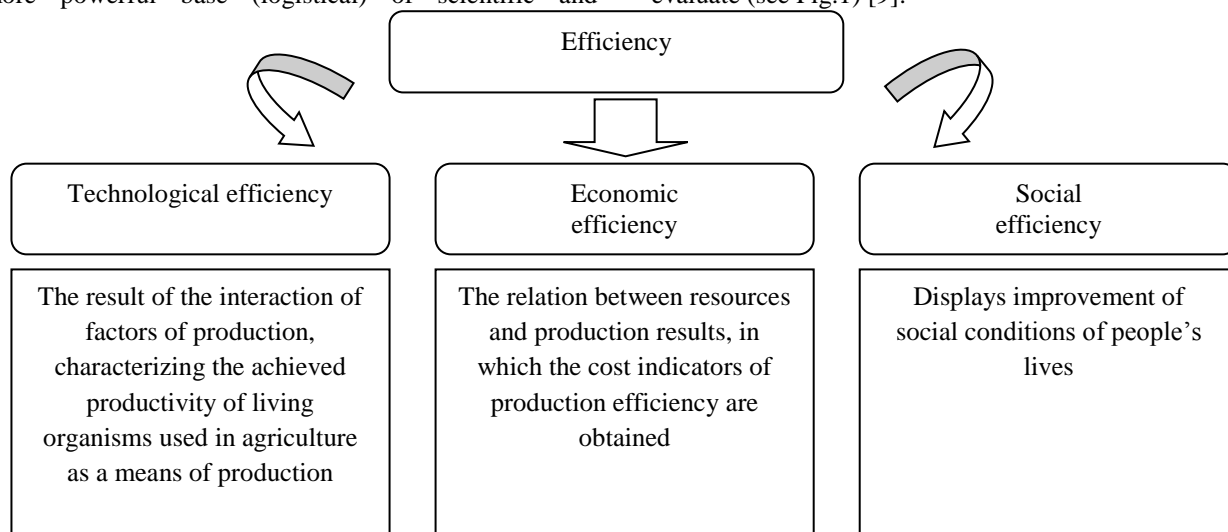 powerful base (logistical) of scientific and evaluate (see Fig.1) [9].
Efficiency
Technological efficiency
Economic
efficiency
Social
efficiency
The result of the interaction of
factors of production,
characterizing the achieved
productivity of living
organisms used in agriculture
as a means of production
The relation between resources
and production results, in
which the cost indicators of
production efficiency are
obtained
Displays improvement of
social conditions of people’s
lives